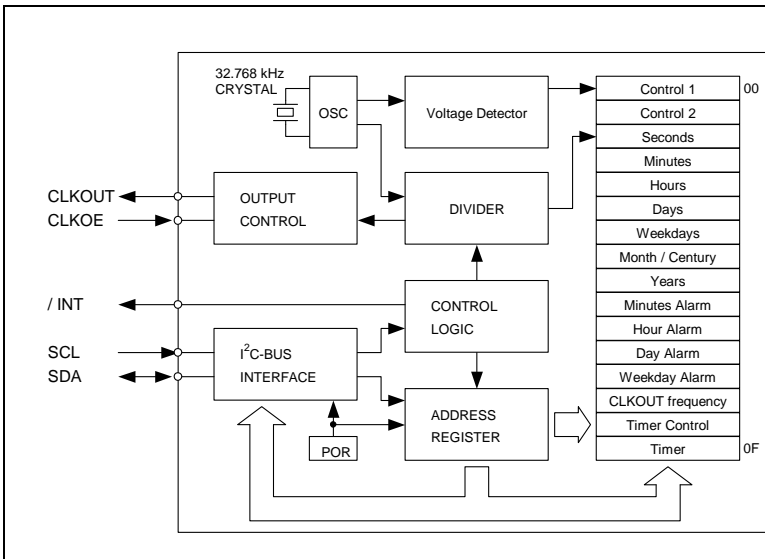 32.768 kHz
CRYSTAL
OSC
Voltage Detector
CLKOUT
CLKOE
OUTPUT
CONTROL
DIVIDER
/ INT
CONTROL
LOGIC
SCL
SDA
I²C-BUS
INTERFACE
ADDRESS
REGISTER
POR
Control 1 00
Control 2
Seconds
Minutes
Hours
Days
Weekdays
Month / Century
Years
Minutes Alarm
Hour Alarm
Day Alarm
Weekday Alarm
CLKOUT frequency
Timer Control
Timer 0F